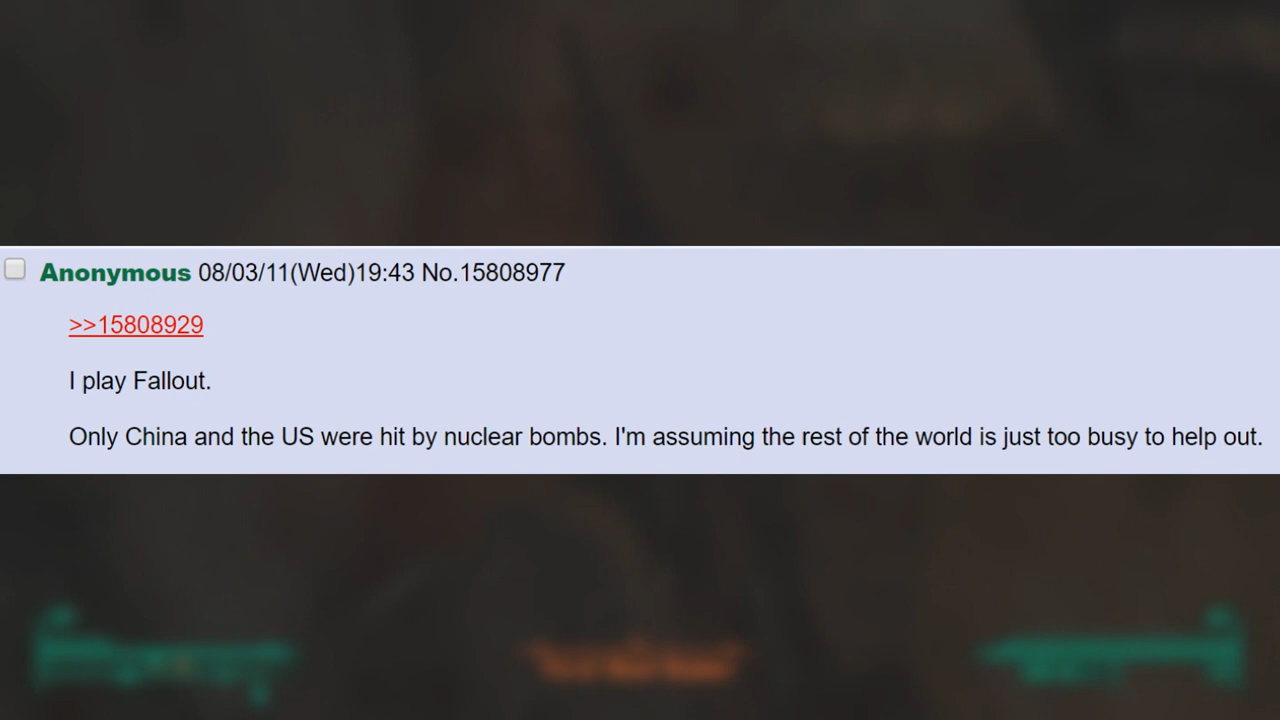 Anonymous 08/03/11(Wed)19:43 No.15808977
>>15808929
I play Fallout.
Only China and the US were hit by nuclear bombs. I'm assuming the rest of the world is just too busy to help out.